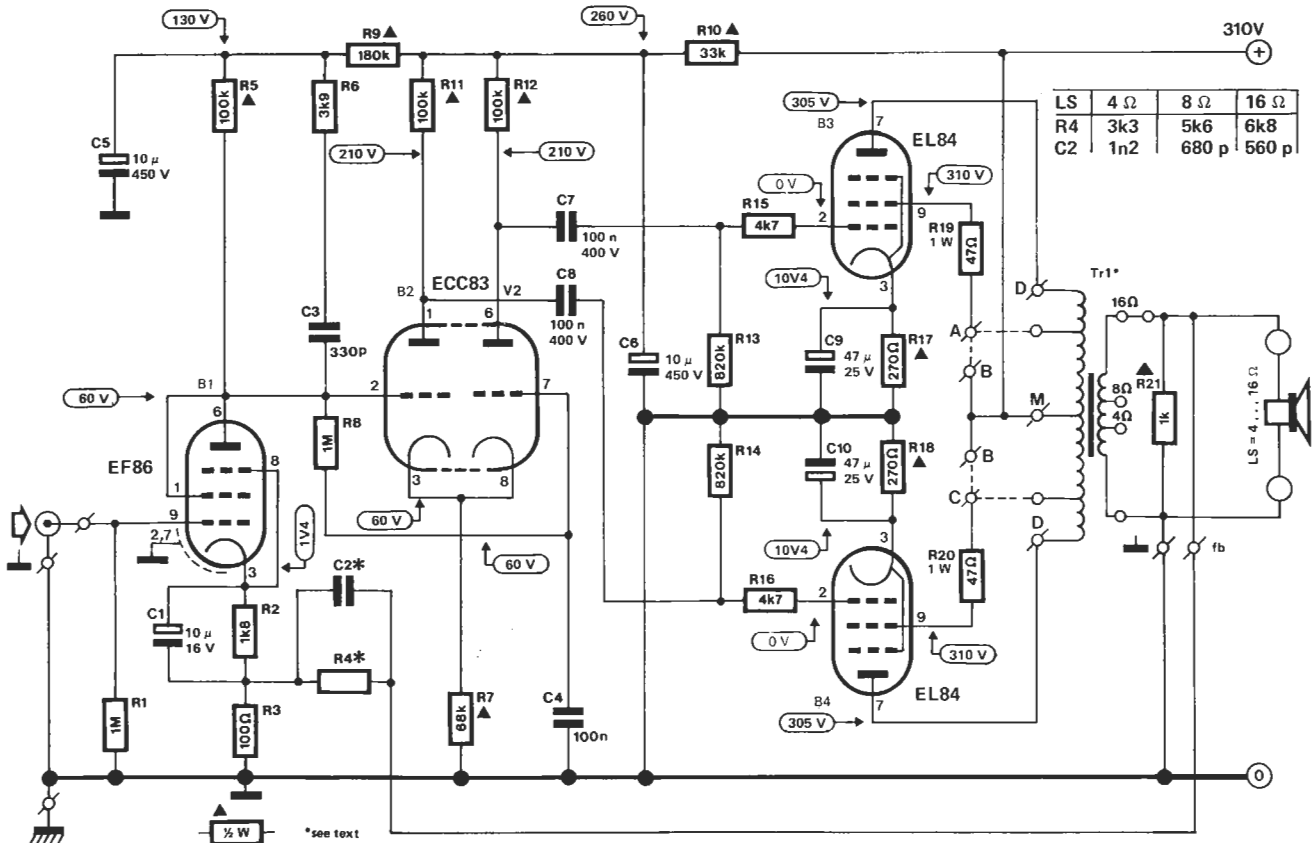 130 V
260 V
310V
+
R9▲
180k
R10▲
33k
R5
▲
100k
R6
3k9
R11
▲
100k
R12
▲
100k
C5
10 µ
450 V
210 V
210 V
305 V
B3
7
EL84
LS 4 Ω 8 Ω 16 Ω
R4 3k3 5k6 6k8
C2 1n2 680 p 560 p
0 V
310 V
2
9
3
R15
4k7
R19
1 W
47Ω
C7
100 n
400 V
C8
100 n
400 V
ECC83
B2
V2
1
6
10V4
Tr1*
D
16Ω
C3
330p
C6
10 µ
450 V
R13
820k
C9
47 µ
25 V
R17
▲
270Ω
A
B
60 V
B1
2
7
M
8Ω
4Ω
▲
R21
1k
LS = 4 . . . 16 Ω
6
EF86
8
1
9
2,7
3
R8
1M
3
8
60 V
60 V
R14
820k
C10
47 µ
25 V
R18
▲
270Ω
B
C
D
1V4
10V4
3
fb
C1
10 µ
16 V
R2
1k8
C2*
R4*
R16
4k7
2
9
R20
1 W
47Ω
0 V
310 V
EL84
B4
7
305 V
R1
1M
R3
100Ω
R7
▲
68k
C4
100n
0
▲
½ W
*see text